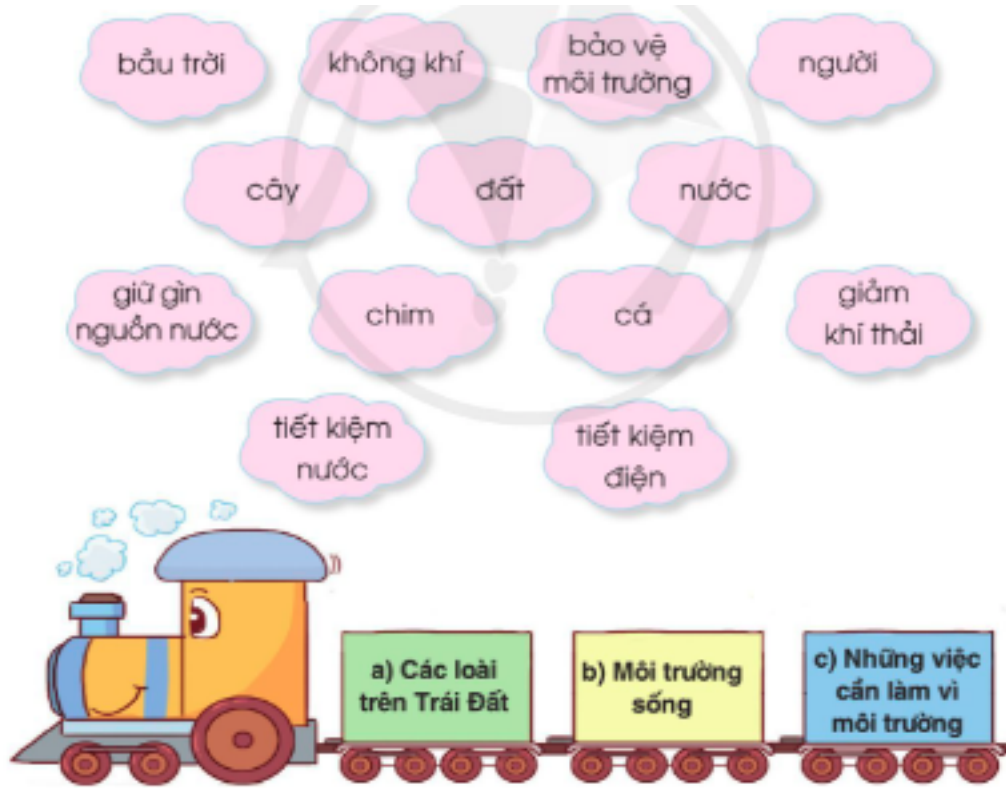 bầu trời
không khí
bảo vệ
môi trường
người
cây
đất
nước
giữ gìn
nguồn nước
chim
cá
giảm
khí thải
tiết kiệm
nước
tiết kiệm
điện
a) Các loài
trên Trái Đất
b) Môi trường
sống
c) Những việc
cần làm vì
môi trường